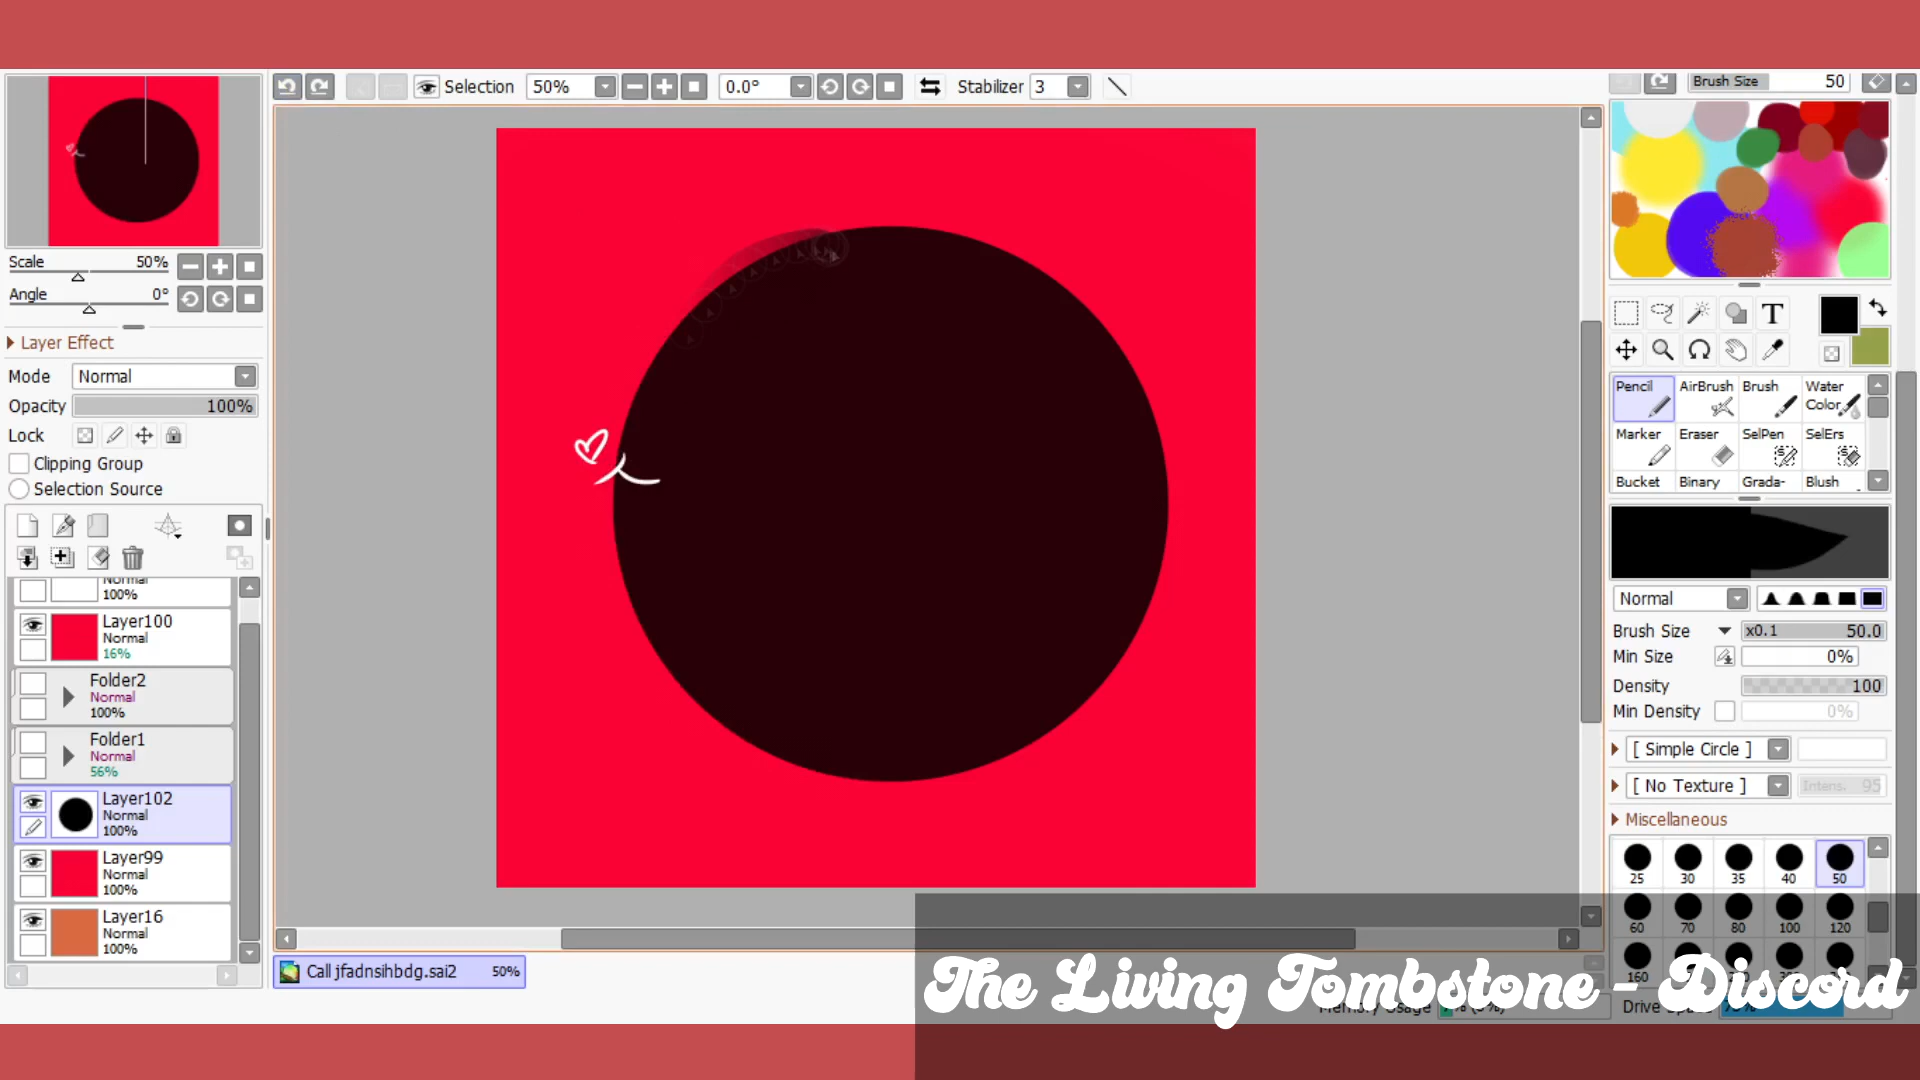 Selection 50% 0.0° Stabilizer 3
Brush Size 50
Scale 50%
Angle 0°
Layer Effect
Mode Normal
Opacity 100%
Lock
Clipping Group
Selection Source
Normal
100%
Layer100
Normal
16%
Folder2
Normal
100%
Folder1
Normal
56%
Layer102
Normal
100%
Layer99
Normal
100%
Layer16
Normal
100%
Call jfadnsihbdg.sai2 50%
T
Pencil AirBrush Brush Water Color
Marker Eraser SelPen SelErs
Bucket Binary Grada- Blush
Normal
Brush Size x0.1 50.0
Min Size 0%
Density 100
Min Density 0%
[ Simple Circle ]
[ No Texture ] Intens. 95
Miscellaneous
25 30 35 40 50
60 70 80 100 120
160
The Living Tombstone - Discord
Memory Usage